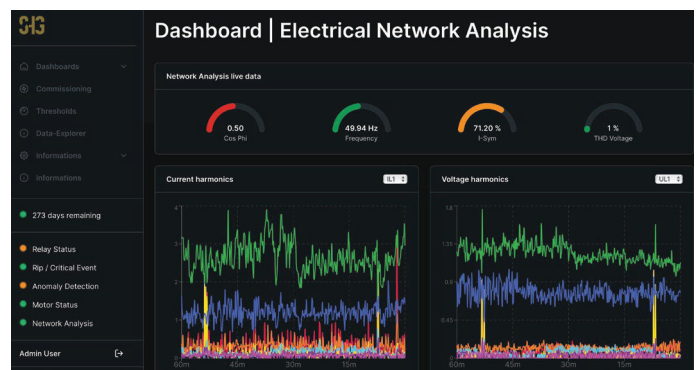 Dashboard | Electrical Network Analysis
Dashboards
Commissioning
Thresholds
Data-Explorer
Informations
Informations
273 days remaining
Relay Status
Rip / Critical Event
Anomaly Detection
Motor Status
Network Analysis
Admin User
Network Analysis live data
0.50
Cos Phi
49.94 Hz
Frequency
71.20 %
I-Sym
1 %
THD Voltage
Current harmonics
IL1
4
3
2
1
0
60m 45m 30m 15m
Voltage harmonics
UL1
1.8
1.35
0.9
0.45
0
60m 45m 30m 15m